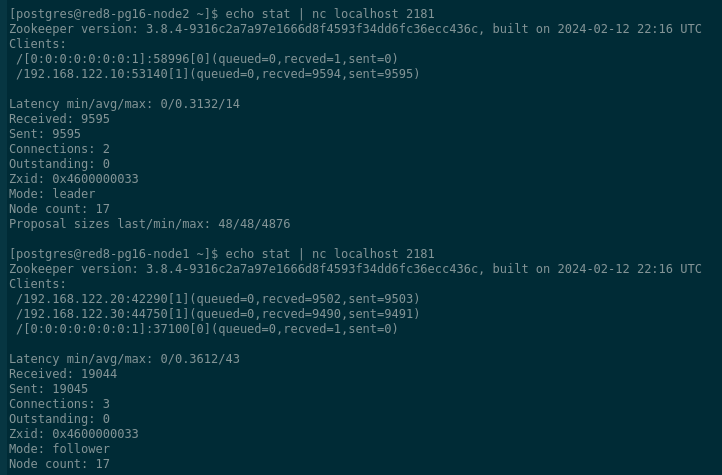 [postgres@red8-pg16-node2 ~]$ echo stat | nc localhost 2181
Zookeeper version: 3.8.4-9316c2a7a97e1666d8f4593f34dd6fc36ecc436c, built on 2024-02-12 22:16 UTC
Clients:
 /[0:0:0:0:0:0:0:1]:58996[0](queued=0,recved=1,sent=0)
 /192.168.122.10:53140[1](queued=0,recved=9594,sent=9595)

Latency min/avg/max: 0/0.3132/14
Received: 9595
Sent: 9595
Connections: 2
Outstanding: 0
Zxid: 0x4600000033
Mode: leader
Node count: 17
Proposal sizes last/min/max: 48/48/4876

[postgres@red8-pg16-node1 ~]$ echo stat | nc localhost 2181
Zookeeper version: 3.8.4-9316c2a7a97e1666d8f4593f34dd6fc36ecc436c, built on 2024-02-12 22:16 UTC
Clients:
 /192.168.122.20:42290[1](queued=0,recved=9502,sent=9503)
 /192.168.122.30:44750[1](queued=0,recved=9490,sent=9491)
 /[0:0:0:0:0:0:0:1]:37100[0](queued=0,recved=1,sent=0)

Latency min/avg/max: 0/0.3612/43
Received: 19044
Sent: 19045
Connections: 3
Outstanding: 0
Zxid: 0x4600000033
Mode: follower
Node count: 17